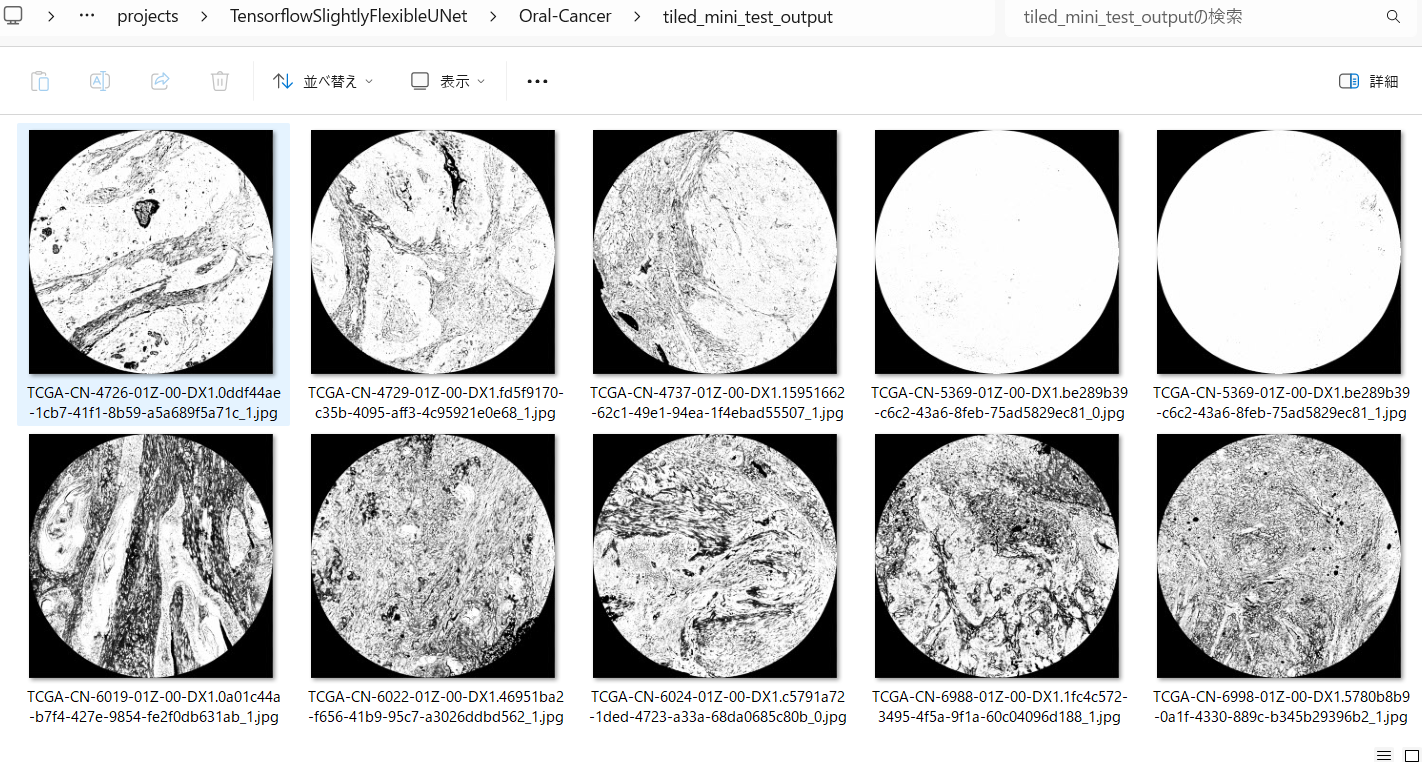 projects TensorflowSlightlyFlexibleUNet Oral-Cancer tiled_mini_test_output tiled_mini_test_outputの検索
並べ替え 表示 詳細
TCGA-CN-4726-01Z-00-DX1.0ddf44ae
-1cb7-41f1-8b59-a5a689f5a71c_1.jpg
TCGA-CN-4729-01Z-00-DX1.fd5f9170-
c35b-4095-aff3-4c95921e0e68_1.jpg
TCGA-CN-4737-01Z-00-DX1.15951662
-62c1-49e1-94ea-1f4ebad55507_1.jpg
TCGA-CN-5369-01Z-00-DX1.be289b39
-c6c2-43a6-8feb-75ad5829ec81_0.jpg
TCGA-CN-5369-01Z-00-DX1.be289b39
-c6c2-43a6-8feb-75ad5829ec81_1.jpg
TCGA-CN-6019-01Z-00-DX1.0a01c44a
-b7f4-427e-9854-fe2f0db631ab_1.jpg
TCGA-CN-6022-01Z-00-DX1.46951ba2
-f656-41b9-95c7-a3026ddbd562_1.jpg
TCGA-CN-6024-01Z-00-DX1.c5791a72
-1ded-4723-a33a-68da0685c80b_0.jpg
TCGA-CN-6988-01Z-00-DX1.1fc4c572-
3495-4f5a-9f1a-60c04096d188_1.jpg
TCGA-CN-6998-01Z-00-DX1.5780b8b9
-0a1f-4330-889c-b345b29396b2_1.jpg